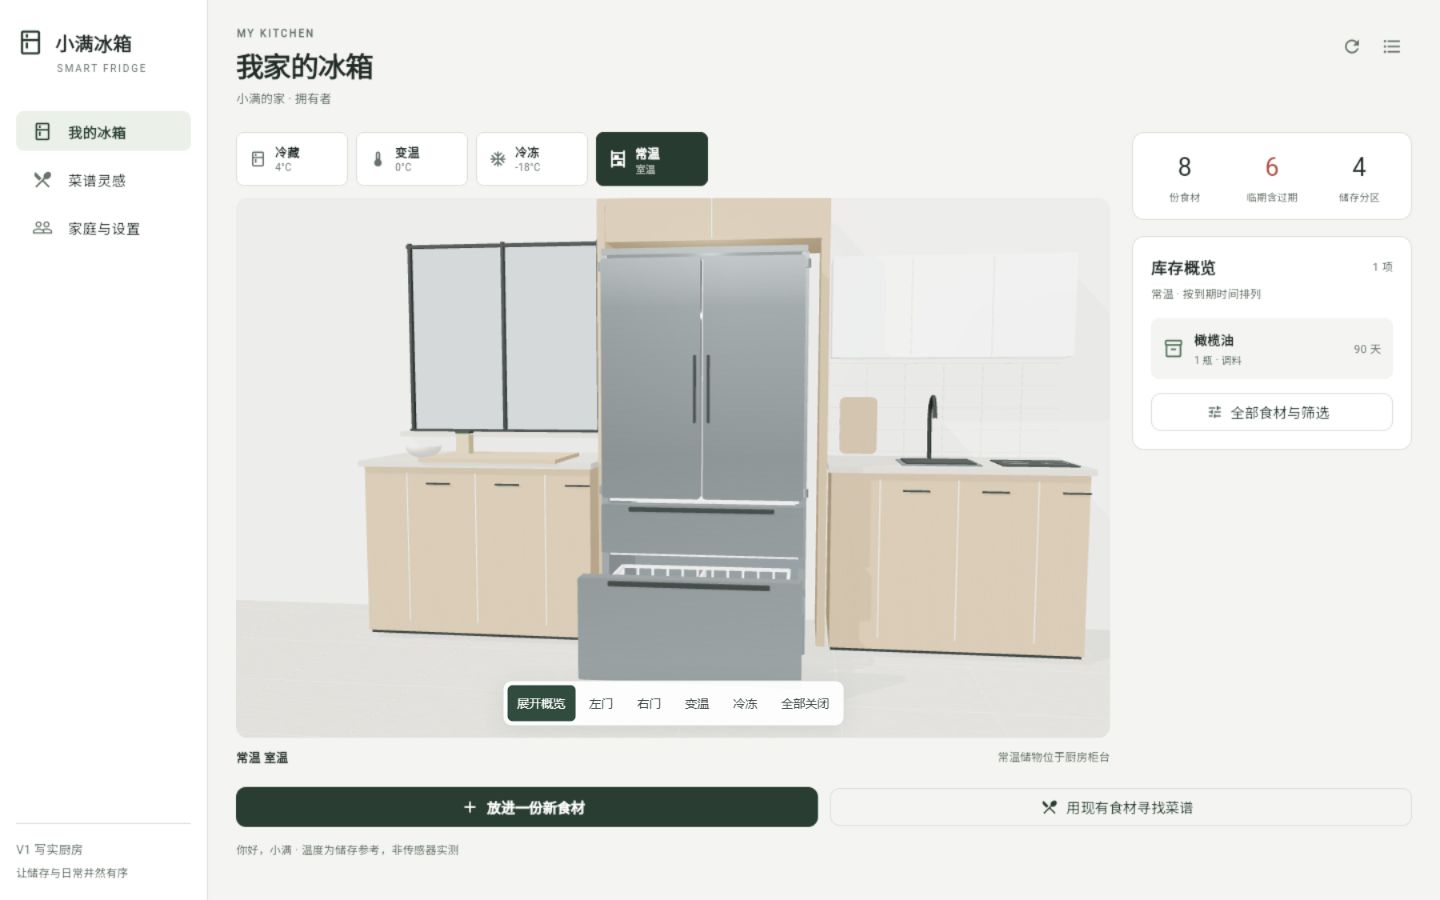 小满冰箱
SMART FRIDGE
我的冰箱
菜谱灵感
家庭与设置
V1 写实厨房
让储存与日常井然有序
MY KITCHEN
我家的冰箱
小满的家 · 拥有者
冷藏
4°C
变温
0°C
冷冻
-18°C
常温
室温
展开概览 左门 右门 变温 冷冻 全部关闭
常温 室温
常温储物位于厨房柜台
放进一份新食材
用现有食材寻找菜谱
你好，小满 · 温度为储存参考，非传感器实测
8 6 4
份食材 临期含过期 储存分区
库存概览 1 项
常温 · 按到期时间排列
橄榄油
1 瓶 · 调料
90 天
全部食材与筛选